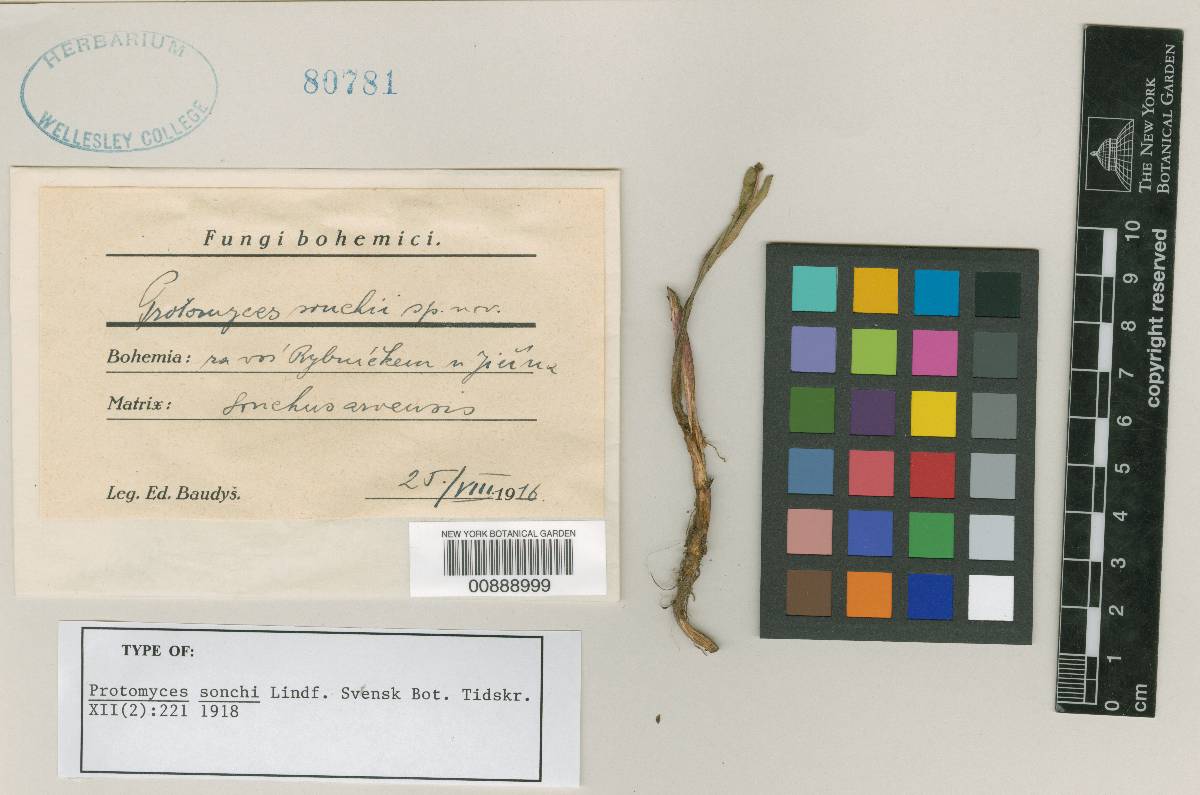 HERBARIUM
WELLESLEY COLLEGE
80781
Fungi bohemici.
Protomyces sonchii sp. nov.
Bohemia: Rybníčkem u Jičína
Matrix: Sonchus arvensis
Leg. Ed. Baudyš. 25./VIII. 1916.
NEW YORK BOTANICAL GARDEN
00888999
TYPE OF:
Protomyces sonchi Lindf. Svensk Bot. Tidskr.
XII(2):221 1918
THE NEW YORK
BOTANICAL GARDEN
copyright reserved
10
9
8
7
6
5
4
3
2
1
0
cm